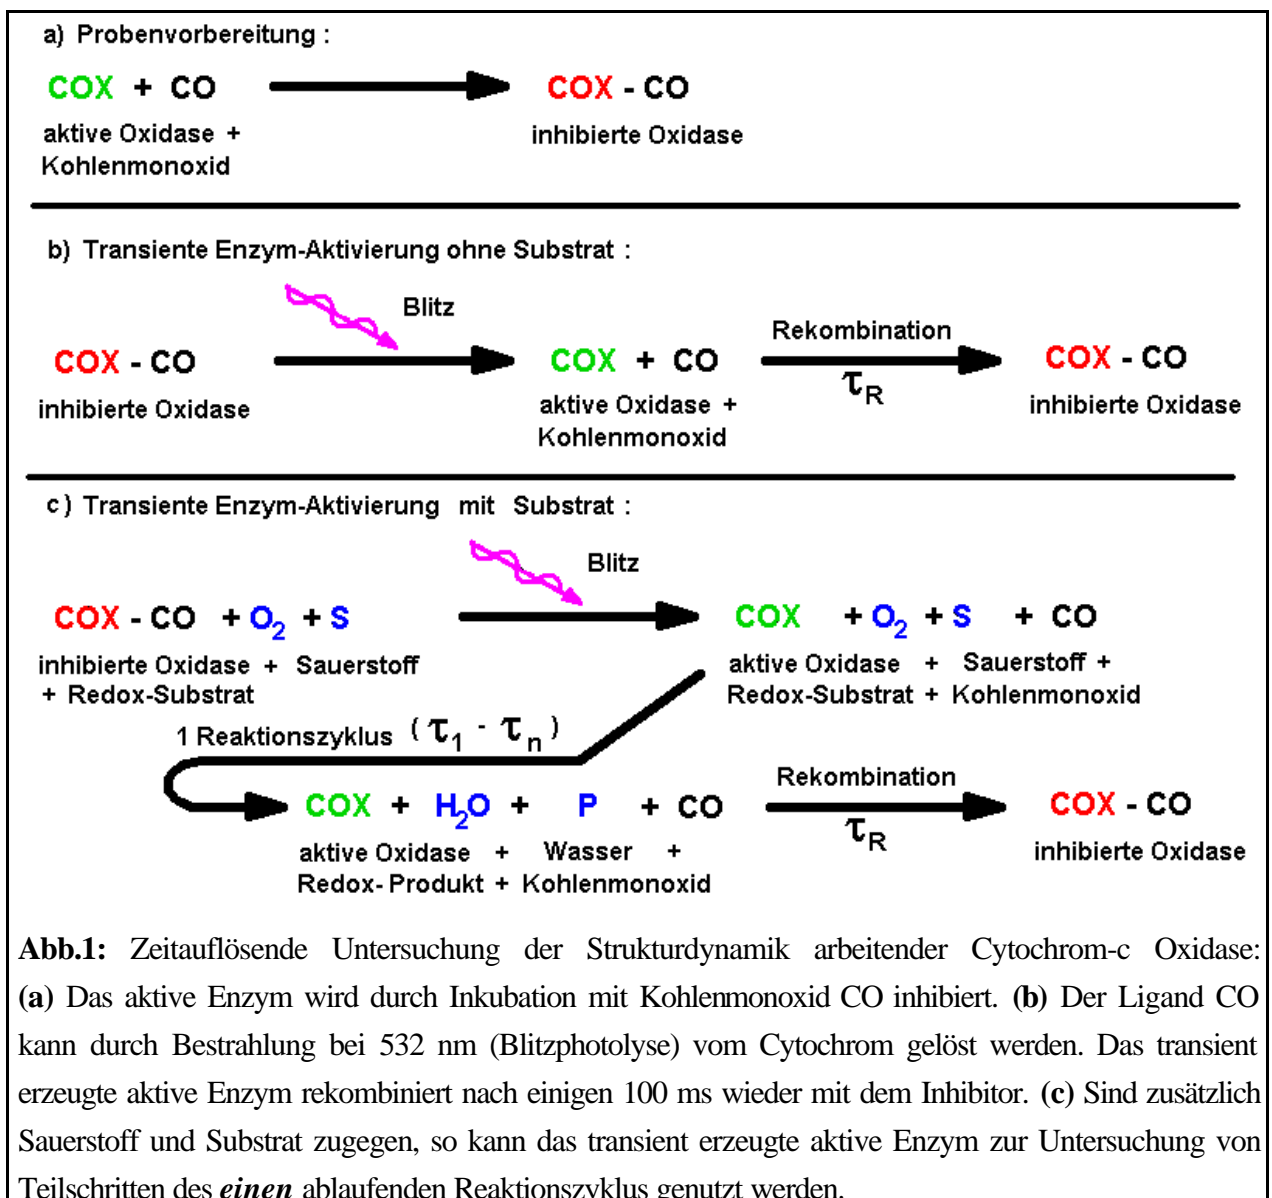 a) Probenvorbereitung :
COX + CO
COX - CO
aktive Oxidase +
Kohlenmonoxid
inhibierte Oxidase
b) Transiente Enzym-Aktivierung ohne Substrat :
Blitz
COX - CO
COX + CO
Rekombination
τR
COX - CO
inhibierte Oxidase
aktive Oxidase +
Kohlenmonoxid
inhibierte Oxidase
c) Transiente Enzym-Aktivierung mit Substrat :
Blitz
COX - CO + O2 + S
COX + O2 + S + CO
inhibierte Oxidase + Sauerstoff
+ Redox-Substrat
aktive Oxidase + Sauerstoff +
Redox-Substrat + Kohlenmonoxid
1 Reaktionszyklus ( τ1 - τn )
COX + H2O + P + CO
Rekombination
τR
COX - CO
aktive Oxidase + Wasser +
Redox- Produkt + Kohlenmonoxid
inhibierte Oxidase
Abb.1: Zeitauflösende Untersuchung der Strukturdynamik arbeitender Cytochrom-c Oxidase:
(a) Das aktive Enzym wird durch Inkubation mit Kohlenmonoxid CO inhibiert. (b) Der Ligand CO
kann durch Bestrahlung bei 532 nm (Blitzphotolyse) vom Cytochrom gelöst werden. Das transient
erzeugte aktive Enzym rekombiniert nach einigen 100 ms wieder mit dem Inhibitor. (c) Sind zusätzlich
Sauerstoff und Substrat zugegen, so kann das transient erzeugte aktive Enzym zur Untersuchung von
Teilschritten des einen ablaufenden Reaktionszyklus genutzt werden.